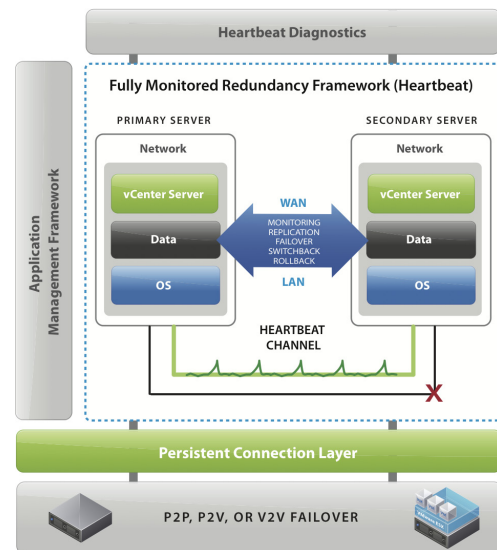 Heartbeat Diagnostics
Application
Management Framework
Fully Monitored Redundancy Framework (Heartbeat)
PRIMARY SERVER
SECONDARY SERVER
Network
Network
vCenter Server
vCenter Server
WAN
MONITORING
REPLICATION
FAILOVER
SWITCHBACK
ROLLBACK
Data
Data
LAN
OS
OS
HEARTBEAT
CHANNEL
X
Persistent Connection Layer
P2P, P2V, OR V2V FAILOVER